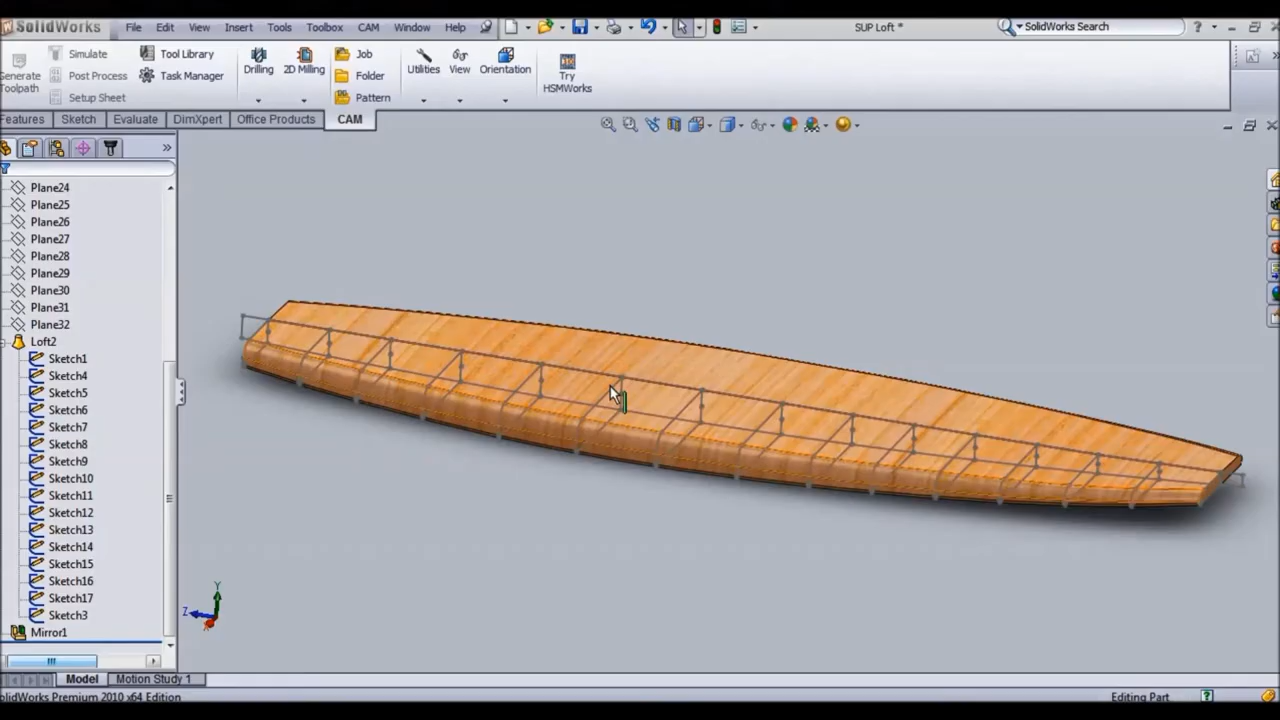 SolidWorks File Edit View Insert Tools Toolbox CAM Window Help SUP Loft * SolidWorks Search ?
Simulate Tool Library Job
Generate Toolpath Post Process Task Manager Drilling 2D Milling Folder Utilities View Orientation Try HSMWorks
Setup Sheet Pattern
Features Sketch Evaluate DimXpert Office Products CAM
Plane24
Plane25
Plane26
Plane27
Plane28
Plane29
Plane30
Plane31
Plane32
Loft2
Sketch1
Sketch4
Sketch5
Sketch6
Sketch7
Sketch8
Sketch9
Sketch10
Sketch11
Sketch12
Sketch13
Sketch14
Sketch15
Sketch16
Sketch17
Sketch3
Mirror1
Y
Z
Model Motion Study 1
olidWorks Premium 2010 x64 Edition Editing Part ?